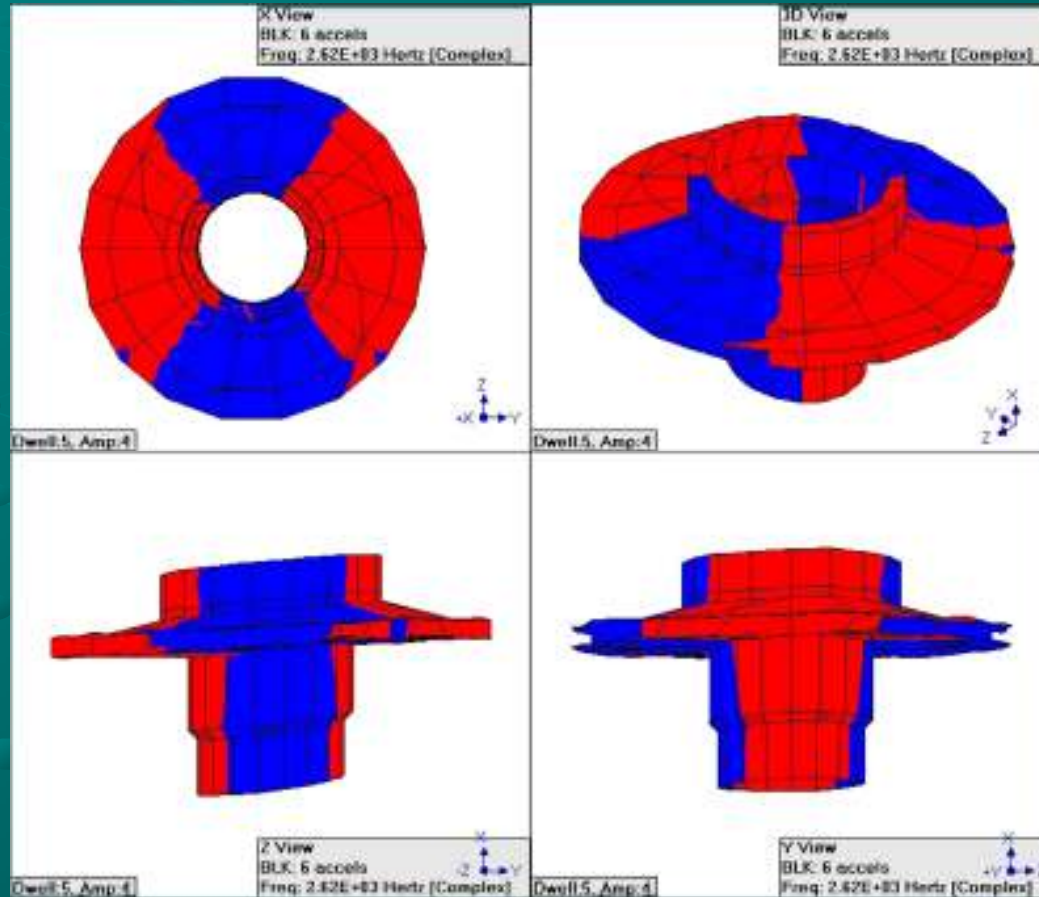 X View
BLK: 6 accels
Freq: 2.62E+03 Hertz [Complex]
Z
+X Y
Dwell:5, Amp:4
3D View
BLK: 6 accels
Freq: 2.62E+03 Hertz [Complex]
X
Y
Z
Dwell:5, Amp:4
X
-Z Y
Z View
BLK: 6 accels
Freq: 2.62E+03 Hertz [Complex]
Dwell:5, Amp:4
X
+Y
Y View
BLK: 6 accels
Freq: 2.62E+03 Hertz [Complex]
Dwell:5, Amp:4